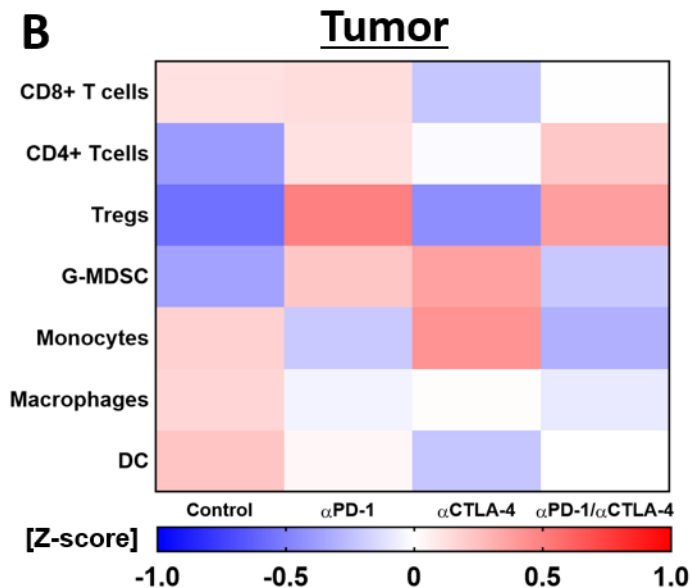 B
Tumor
CD8+ T cells
CD4+ Tcells
Tregs
G-MDSC
Monocytes
Macrophages
DC
Control αPD-1 αCTLA-4 αPD-1/αCTLA-4
[Z-score]
-1.0 -0.5 0 0.5 1.0